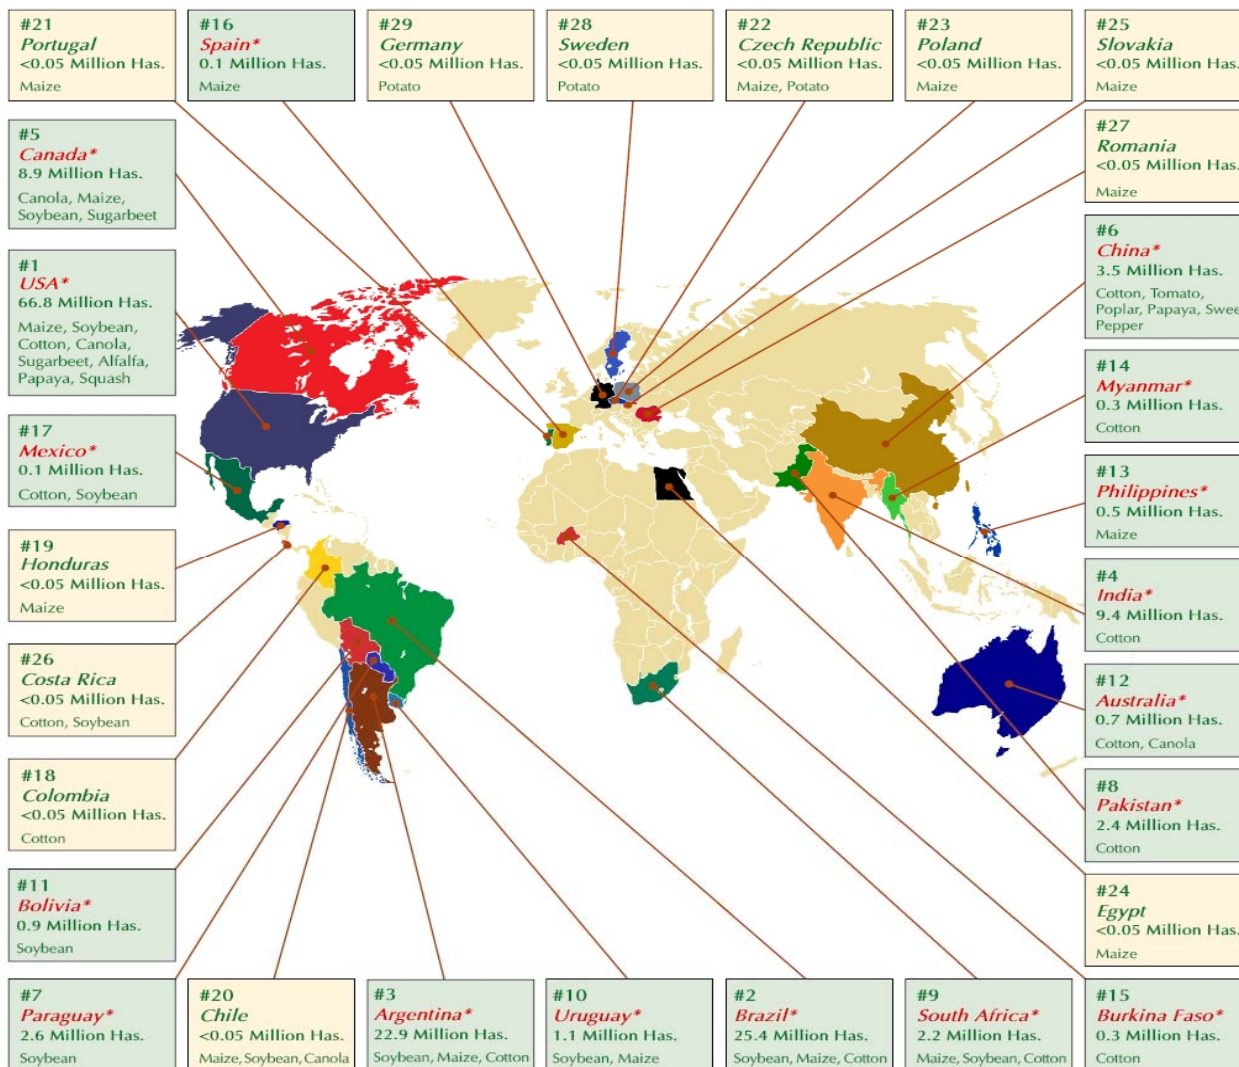 #21
Portugal
<0.05 Million Has.
Maize
#16
Spain*
0.1 Million Has.
Maize
#29
Germany
<0.05 Million Has.
Potato
#28
Sweden
<0.05 Million Has.
Potato
#22
Czech Republic
<0.05 Million Has.
Maize, Potato
#23
Poland
<0.05 Million Has.
Maize
#25
Slovakia
<0.05 Million Has.
Maize
#5
Canada*
8.9 Million Has.
Canola, Maize,
Soybean, Sugarbeet
#27
Romania
<0.05 Million Has.
Maize
#1
USA*
66.8 Million Has.
Maize, Soybean,
Cotton, Canola,
Sugarbeet, Alfalfa,
Papaya, Squash
#6
China*
3.5 Million Has.
Cotton, Tomato,
Poplar, Papaya, Swee
Pepper
#14
Myanmar*
0.3 Million Has.
Cotton
#17
Mexico*
0.1 Million Has.
Cotton, Soybean
#13
Philippines*
0.5 Million Has.
Maize
#19
Honduras
<0.05 Million Has.
Maize
#4
India*
9.4 Million Has.
Cotton
#26
Costa Rica
<0.05 Million Has.
Cotton, Soybean
#12
Australia*
0.7 Million Has.
Cotton, Canola
#18
Colombia
<0.05 Million Has.
Cotton
#8
Pakistan*
2.4 Million Has.
Cotton
#11
Bolivia*
0.9 Million Has.
Soybean
#24
Egypt
<0.05 Million Has.
Maize
#7
Paraguay*
2.6 Million Has.
Soybean
#20
Chile
<0.05 Million Has.
Maize, Soybean, Canola
#3
Argentina*
22.9 Million Has.
Soybean, Maize, Cotton
#10
Uruguay*
1.1 Million Has.
Soybean, Maize
#2
Brazil*
25.4 Million Has.
Soybean, Maize, Cotton
#9
South Africa*
2.2 Million Has.
Maize, Soybean, Cotton
#15
Burkina Faso*
0.3 Million Has.
Cotton